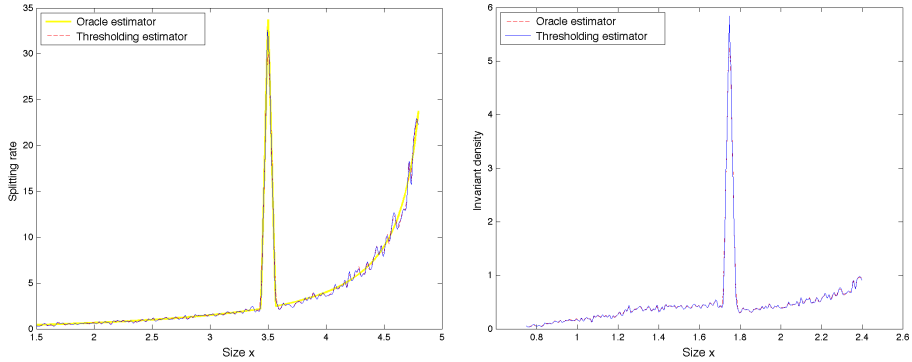 35
30
25
20
15
10
5
0
Splitting rate
Oracle estimator
Thresholding estimator
1.5 2 2.5 3 3.5 4 4.5 5
Size x
6
5
4
3
2
1
0
Invariant density
Oracle estimator
Thresholding estimator
0.8 1 1.2 1.4 1.6 1.8 2 2.2 2.4 2.6
Size x